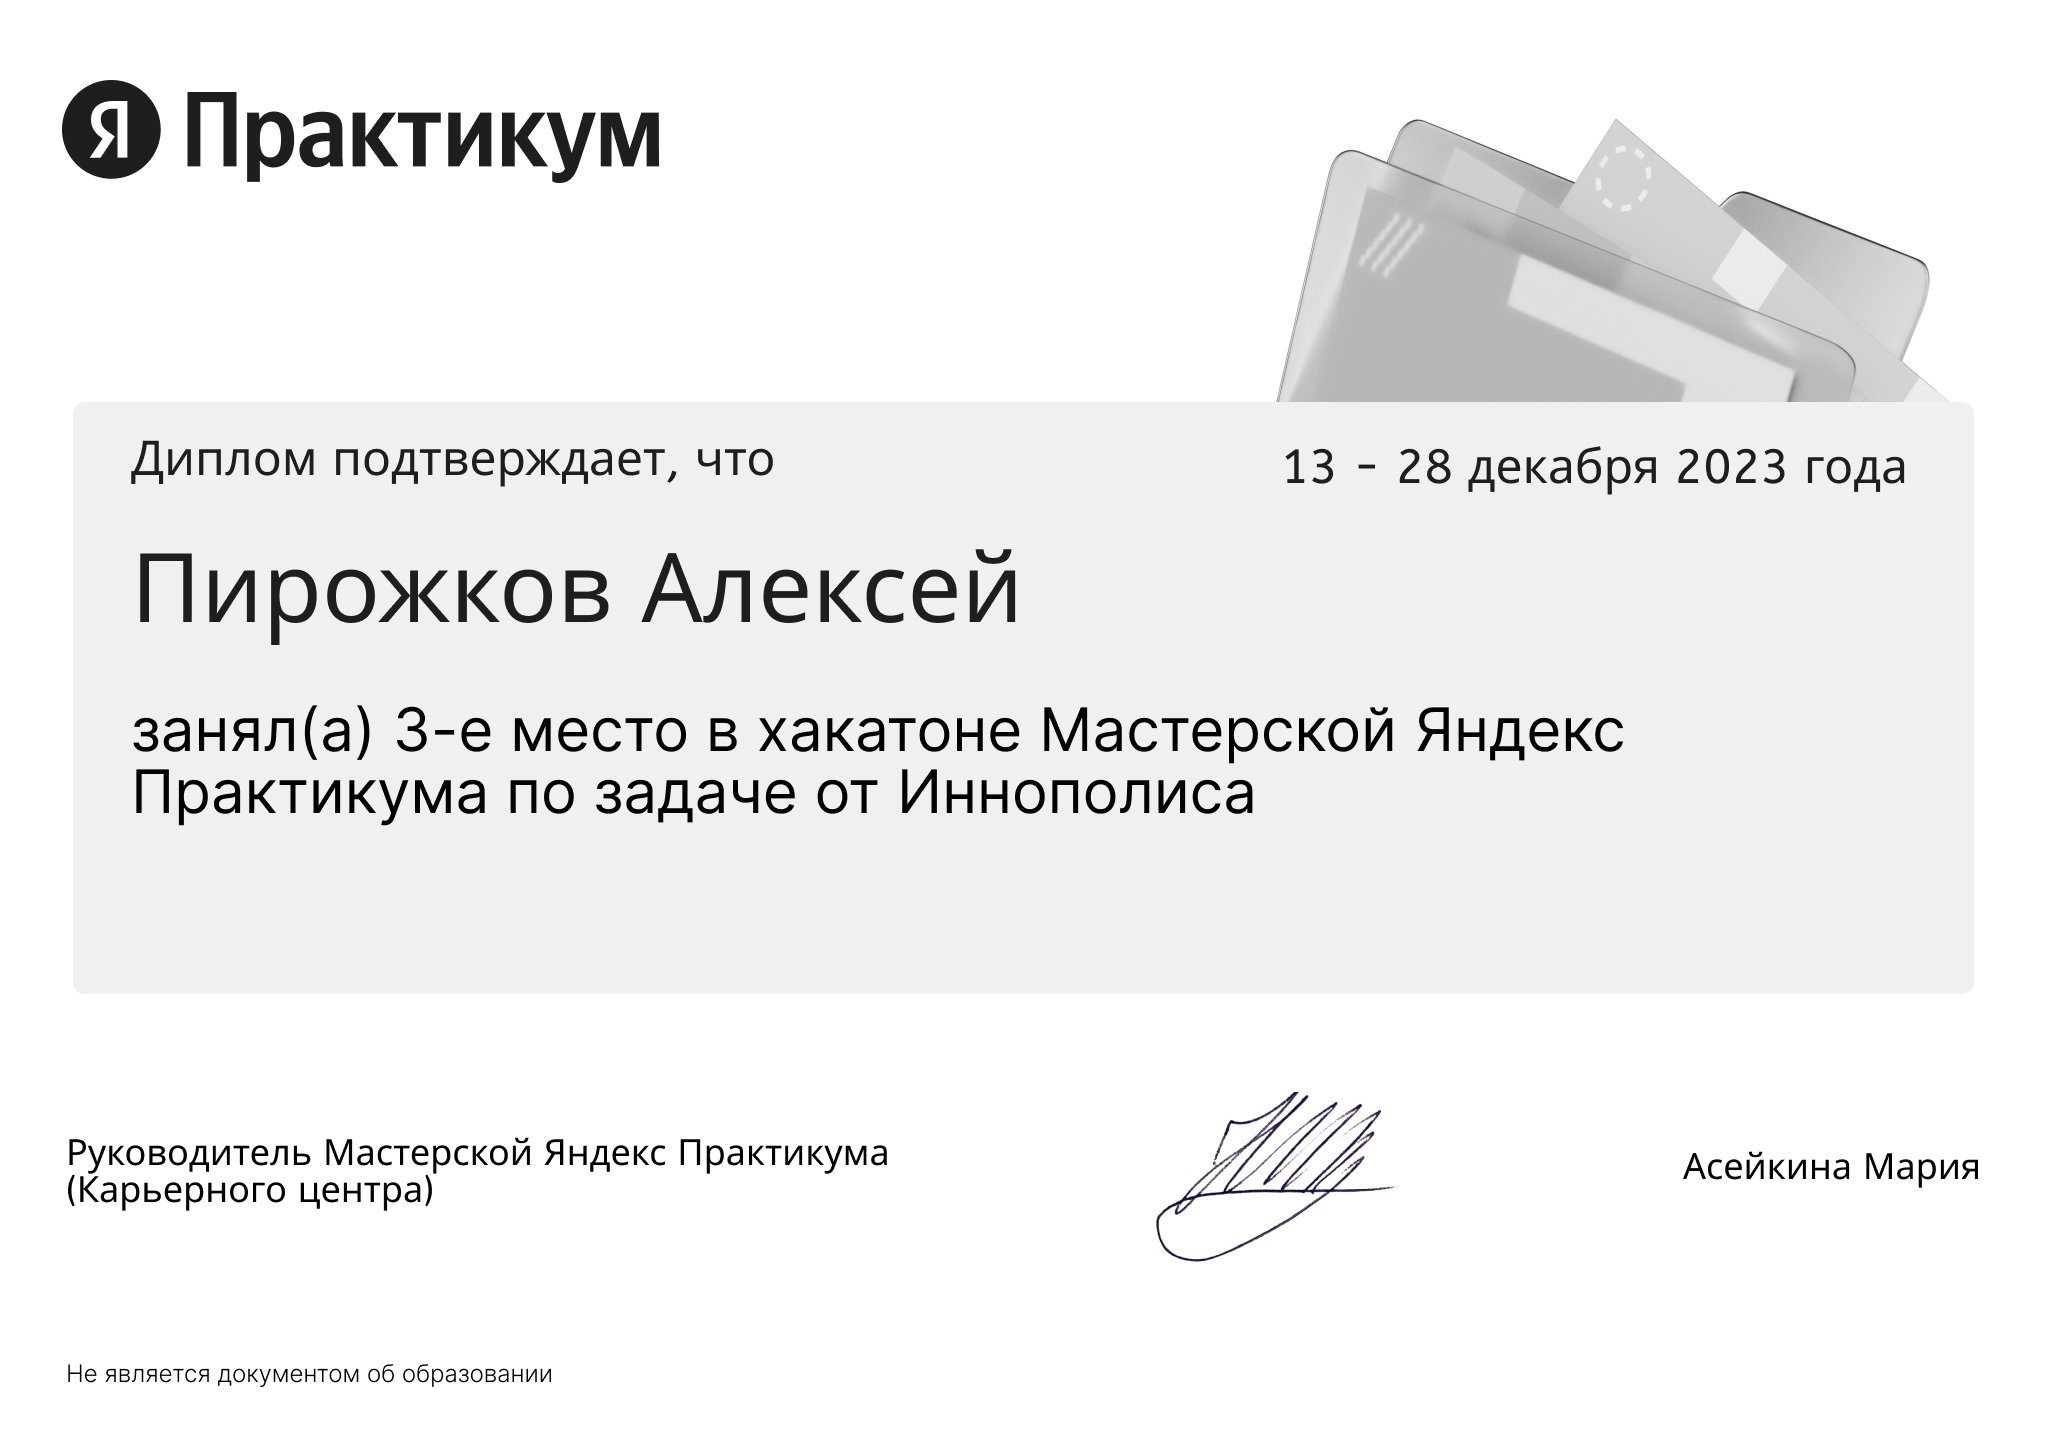 Я Практикум
Диплом подтверждает, что
13 - 28 декабря 2023 года
Пирожков Алексей
занял(а) 3-е место в хакатоне Мастерской Яндекс
Практикума по задаче от Иннополиса
Руководитель Мастерской Яндекс Практикума
(Карьерного центра)
Асейкина Мария
Не является документом об образовании